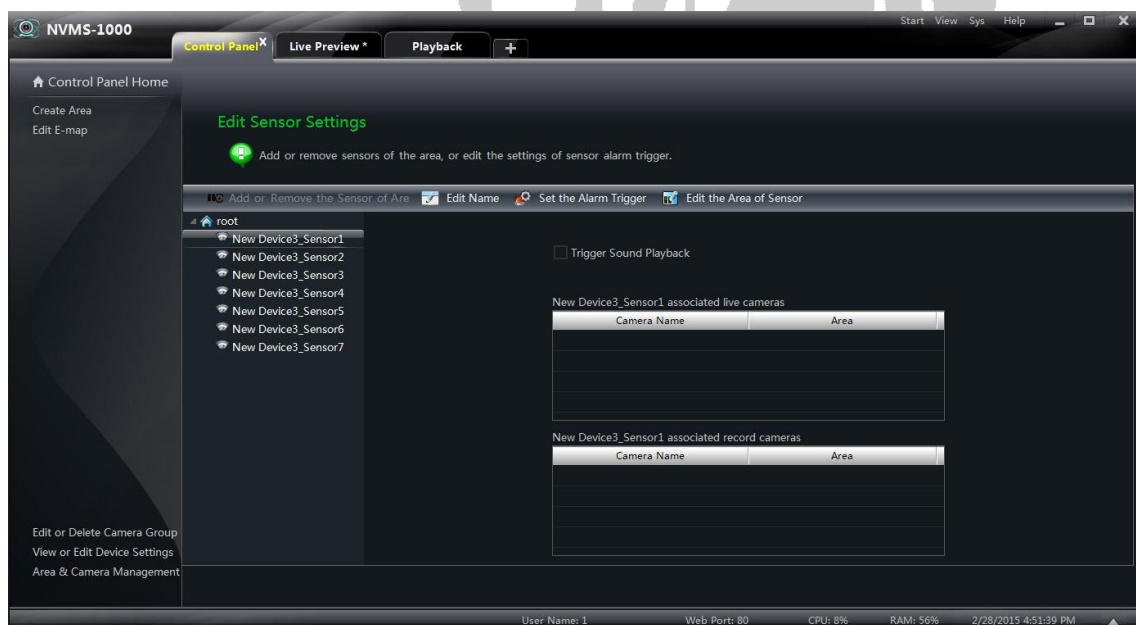 NVMS-1000
Start View Sys Help
Control Panel X
Live Preview *
Playback
+
Control Panel Home
Create Area
Edit E-map
Edit Sensor Settings
Add or remove sensors of the area, or edit the settings of sensor alarm trigger.
Add or Remove the Sensor of Are
Edit Name
Set the Alarm Trigger
Edit the Area of Sensor
root
New Device3_Sensor1
New Device3_Sensor2
New Device3_Sensor3
New Device3_Sensor4
New Device3_Sensor5
New Device3_Sensor6
New Device3_Sensor7
Trigger Sound Playback
New Device3_Sensor1 associated live cameras
Camera Name Area
New Device3_Sensor1 associated record cameras
Camera Name Area
Edit or Delete Camera Group
View or Edit Device Settings
Area & Camera Management
User Name: 1 Web Port: 80 CPU: 8% RAM: 56% 2/28/2015 4:51:39 PM